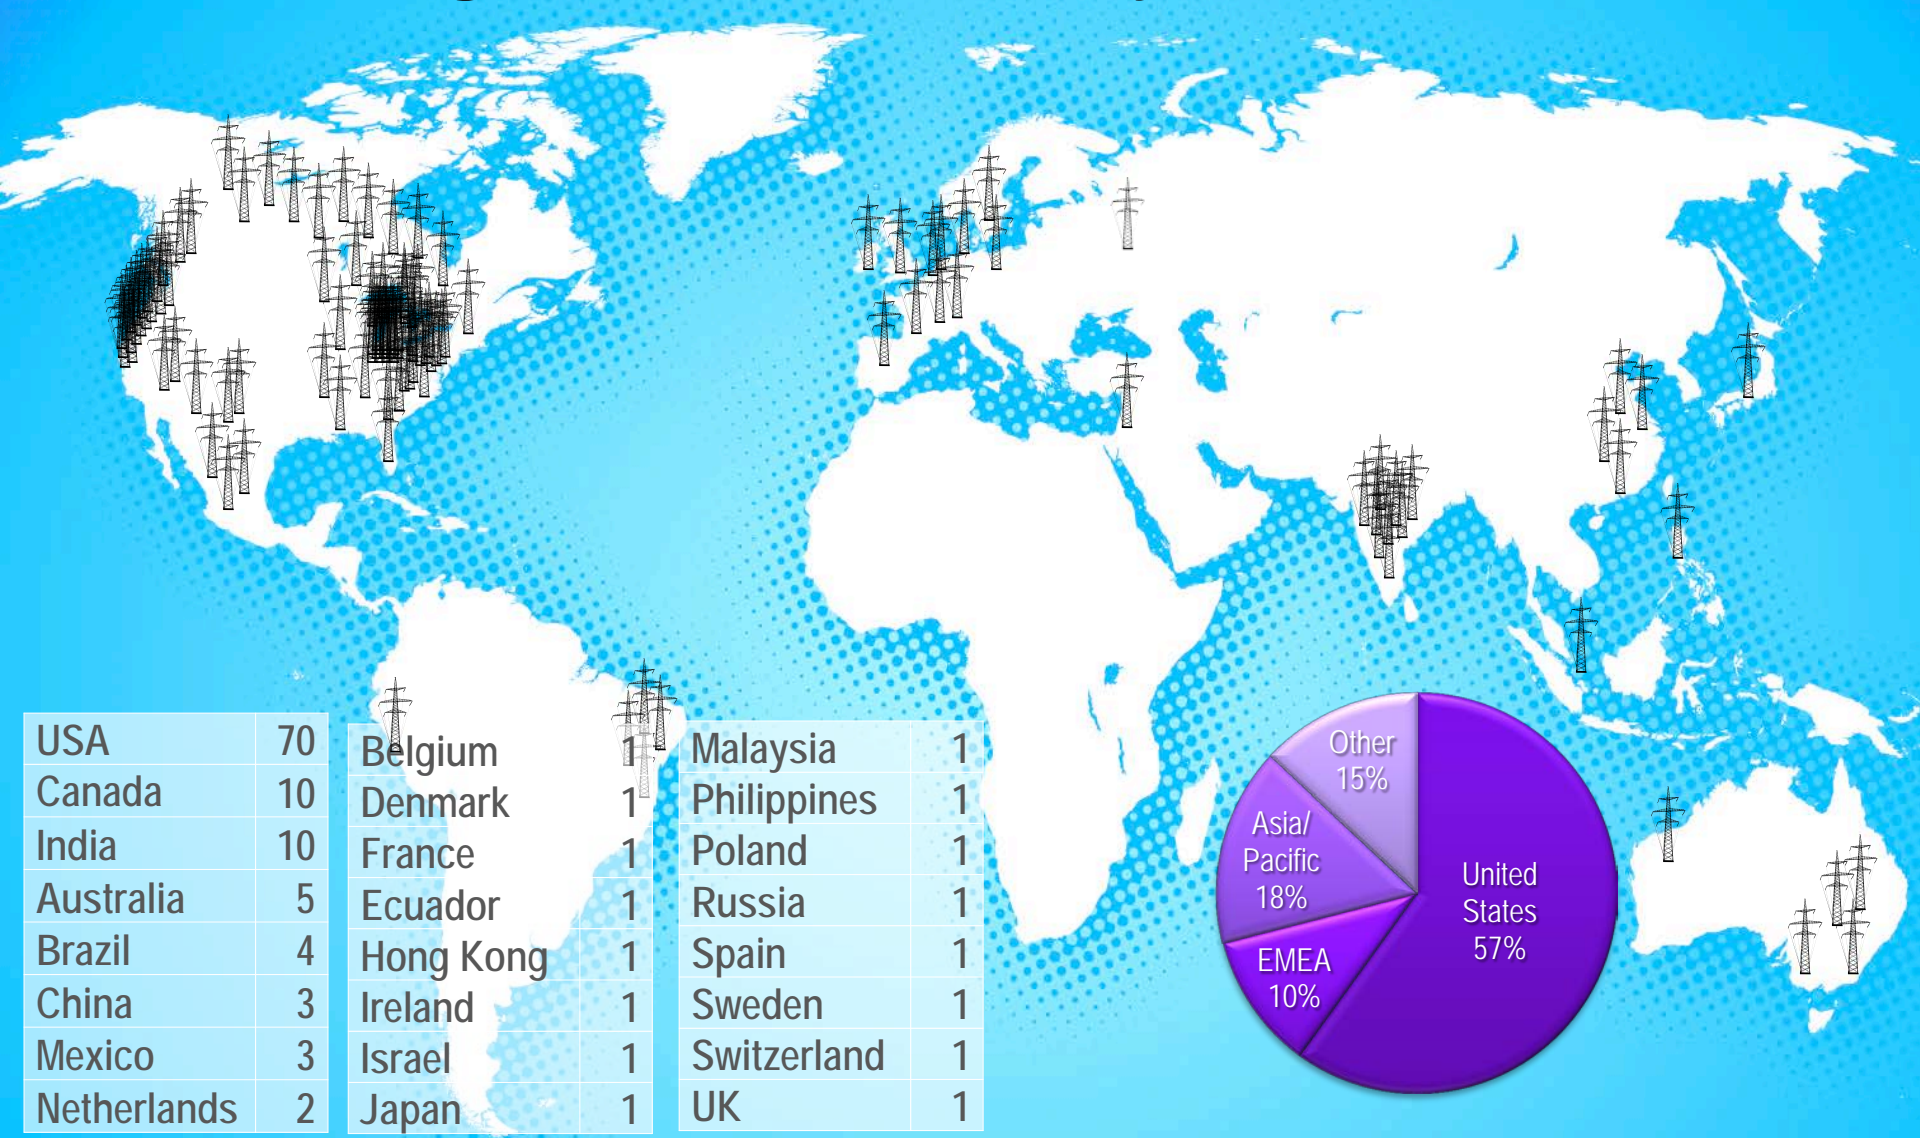 USA 70
Canada 10
India 10
Australia 5
Brazil 4
China 3
Mexico 3
Netherlands 2
Belgium 1
Denmark 1
France 1
Ecuador 1
Hong Kong 1
Ireland 1
Israel 1
Japan 1
Malaysia 1
Philippines 1
Poland 1
Russia 1
Spain 1
Sweden 1
Switzerland 1
UK 1
Other
15%
Asia/
Pacific
18%
EMEA
10%
United
States
57%